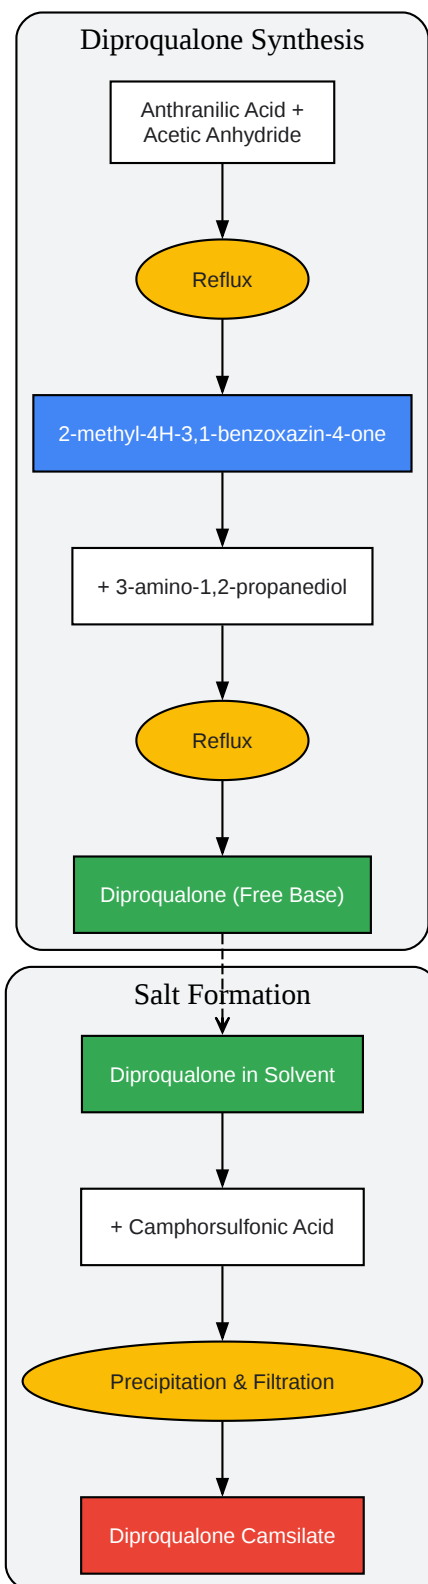 Diproqualone Synthesis
Anthranilic Acid +
Acetic Anhydride
Reflux
2-methyl-4H-3,1-benzoxazin-4-one
+ 3-amino-1,2-propanediol
Reflux
Diproqualone (Free Base)
Salt Formation
Diproqualone in Solvent
+ Camphorsulfonic Acid
Precipitation & Filtration
Diproqualone Camsilate